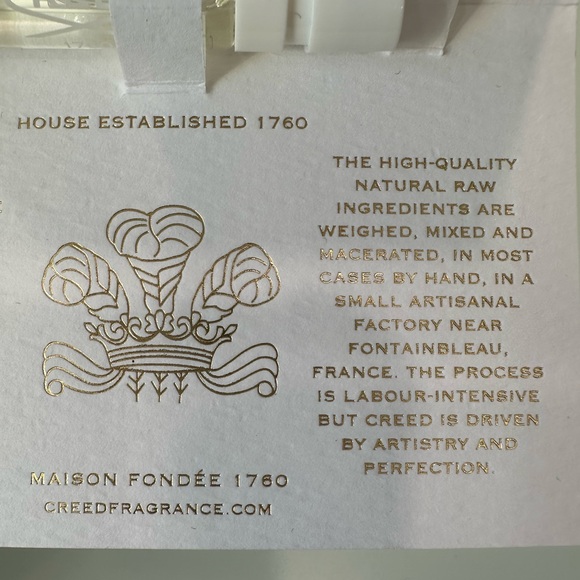 HOUSE ESTABLISHED 1760
THE HIGH-QUALITY
NATURAL RAW
INGREDIENTS ARE
WEIGHED, MIXED AND
MACERATED, IN MOST
CASES BY HAND, IN A
SMALL ARTISANAL
FACTORY NEAR
FONTAINBLEAU,
FRANCE. THE PROCESS
IS LABOUR-INTENSIVE
BUT CREED IS DRIVEN
BY ARTISTRY AND
PERFECTION.
MAISON FONDÉE 1760
CREEDFRAGRANCE.COM